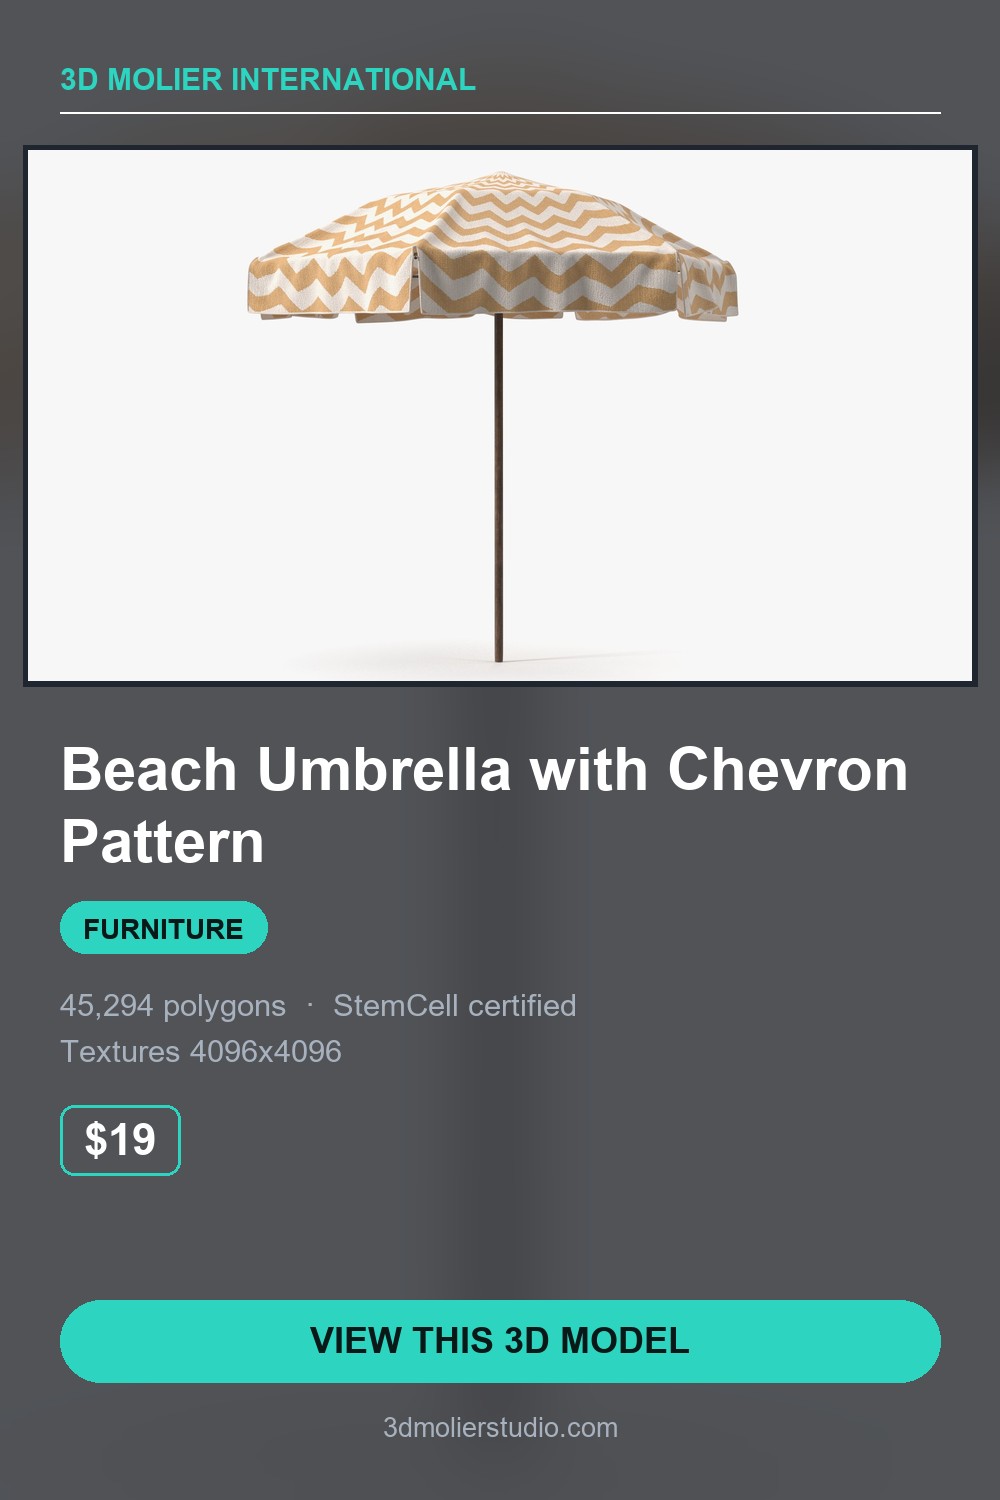 3D MOLIER INTERNATIONAL
Beach Umbrella with Chevron
Pattern
FURNITURE
45,294 polygons · StemCell certified
Textures 4096x4096
$19
VIEW THIS 3D MODEL
3dmolierstudio.com